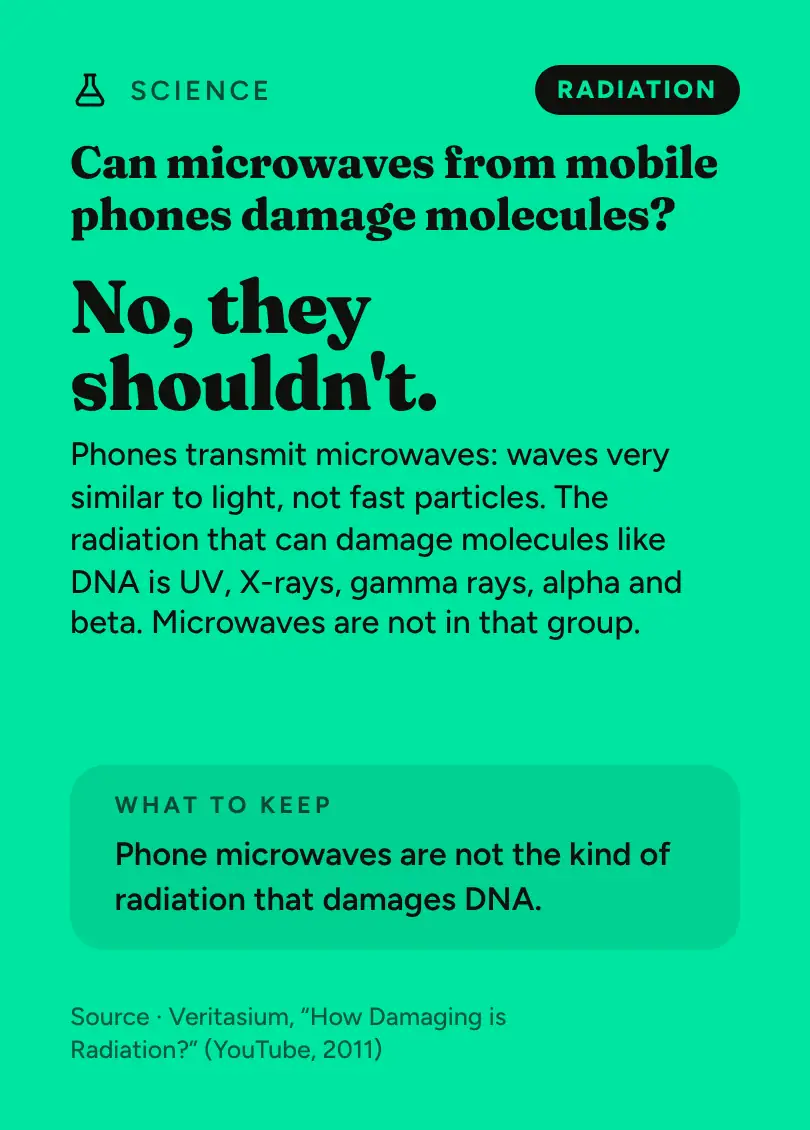 SCIENCE
RADIATION
Can microwaves from mobile
phones damage molecules?
No, they
shouldn't.
Phones transmit microwaves: waves very
similar to light, not fast particles. The
radiation that can damage molecules like
DNA is UV, X-rays, gamma rays, alpha and
beta. Microwaves are not in that group.
WHAT TO KEEP
Phone microwaves are not the kind of
radiation that damages DNA.
Source · Veritasium, “How Damaging is
Radiation?” (YouTube, 2011)